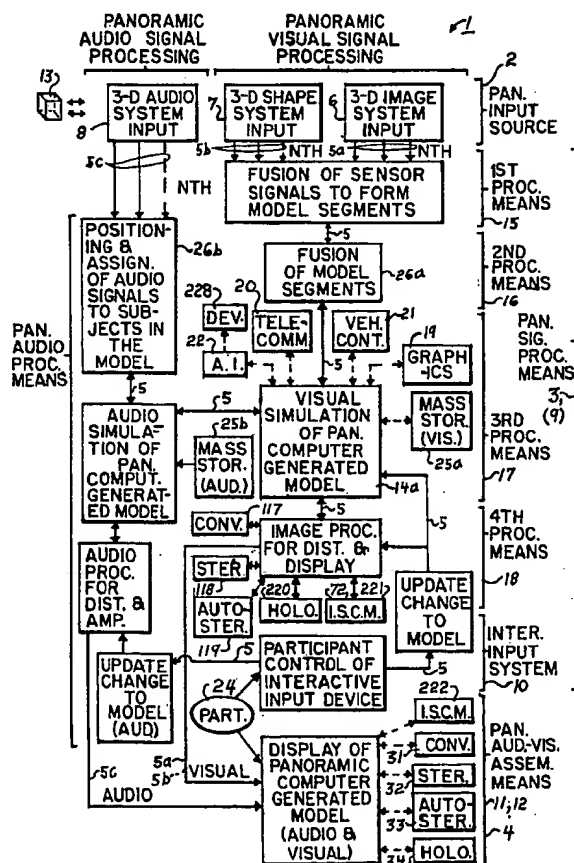 PANORAMIC
AUDIO SIGNAL
PROCESSING
PANORAMIC
VISUAL SIGNAL
PROCESSING
1
2
13
3-D AUDIO
SYSTEM
INPUT
8
7
3-D SHAPE
SYSTEM
INPUT
6
3-D IMAGE
SYSTEM
INPUT
PAN.
INPUT
SOURCE
5c
NTH
5b
NTH
5a
NTH
FUSION OF SENSOR
SIGNALS TO FORM
MODEL SEGMENTS
1ST
PROC.
MEANS
15
POSITION-
ING &
ASSIGN.
OF AUDIO
SIGNALS
TO SUB-
JECTS IN
THE
MODEL
26b
5
FUSION
OF MODEL
SEGMENTS
26a
2ND
PROC.
MEANS
16
PAN.
AUDIO
PROC.
MEANS
228
DEV.
20
TELE-
COMM.
21
VEH.
CONT.
19
GRAPH-
ICS
22
A.I.
5
PAN.
SIG.
PROC.
MEANS
3,
(9)
5
AUDIO
SIMULA-
TION OF
PAN.
COMPUT.
GENERAT-
ED MODEL
5
25b
MASS
STOR.
(AUD.)
VISUAL
SIMULATION
OF PAN.
COMPUTER
GENERATED
MODEL
14a
MASS
STOR.
(VIS.)
25a
3RD
PROC.
MEANS
17
5
5
CONV.
117
AUDIO
PROC.
FOR
DIST. &
AMP.
STER.
118
IMAGE PROC.
FOR DIST. &
DISPLAY
4TH
PROC.
MEANS
18
AUTO-
STER.
119
220
HOLO.
72,
221
I.S.C.M.
UPDATE
CHANGE
TO
MODEL
UPDATE
CHANGE
TO
MODEL
(AUD)
5
PARTICIPANT
CONTROL OF
INTERACTIVE
INPUT DEVICE
5
INTER.
INPUT
SYSTEM
10
24
PART.
222
I.S.C.M.
5a
5b
VISUAL
5c
AUDIO
DISPLAY OF
PANORAMIC
COMPUTER
GENERATED
MODEL
(AUDIO &
VISUAL)
31
CONV.
32
STER.
33
AUTO-
STER.
34
HOLO.
PAN.
AUD-VIS.
ASSEM.
MEANS
11,12
4